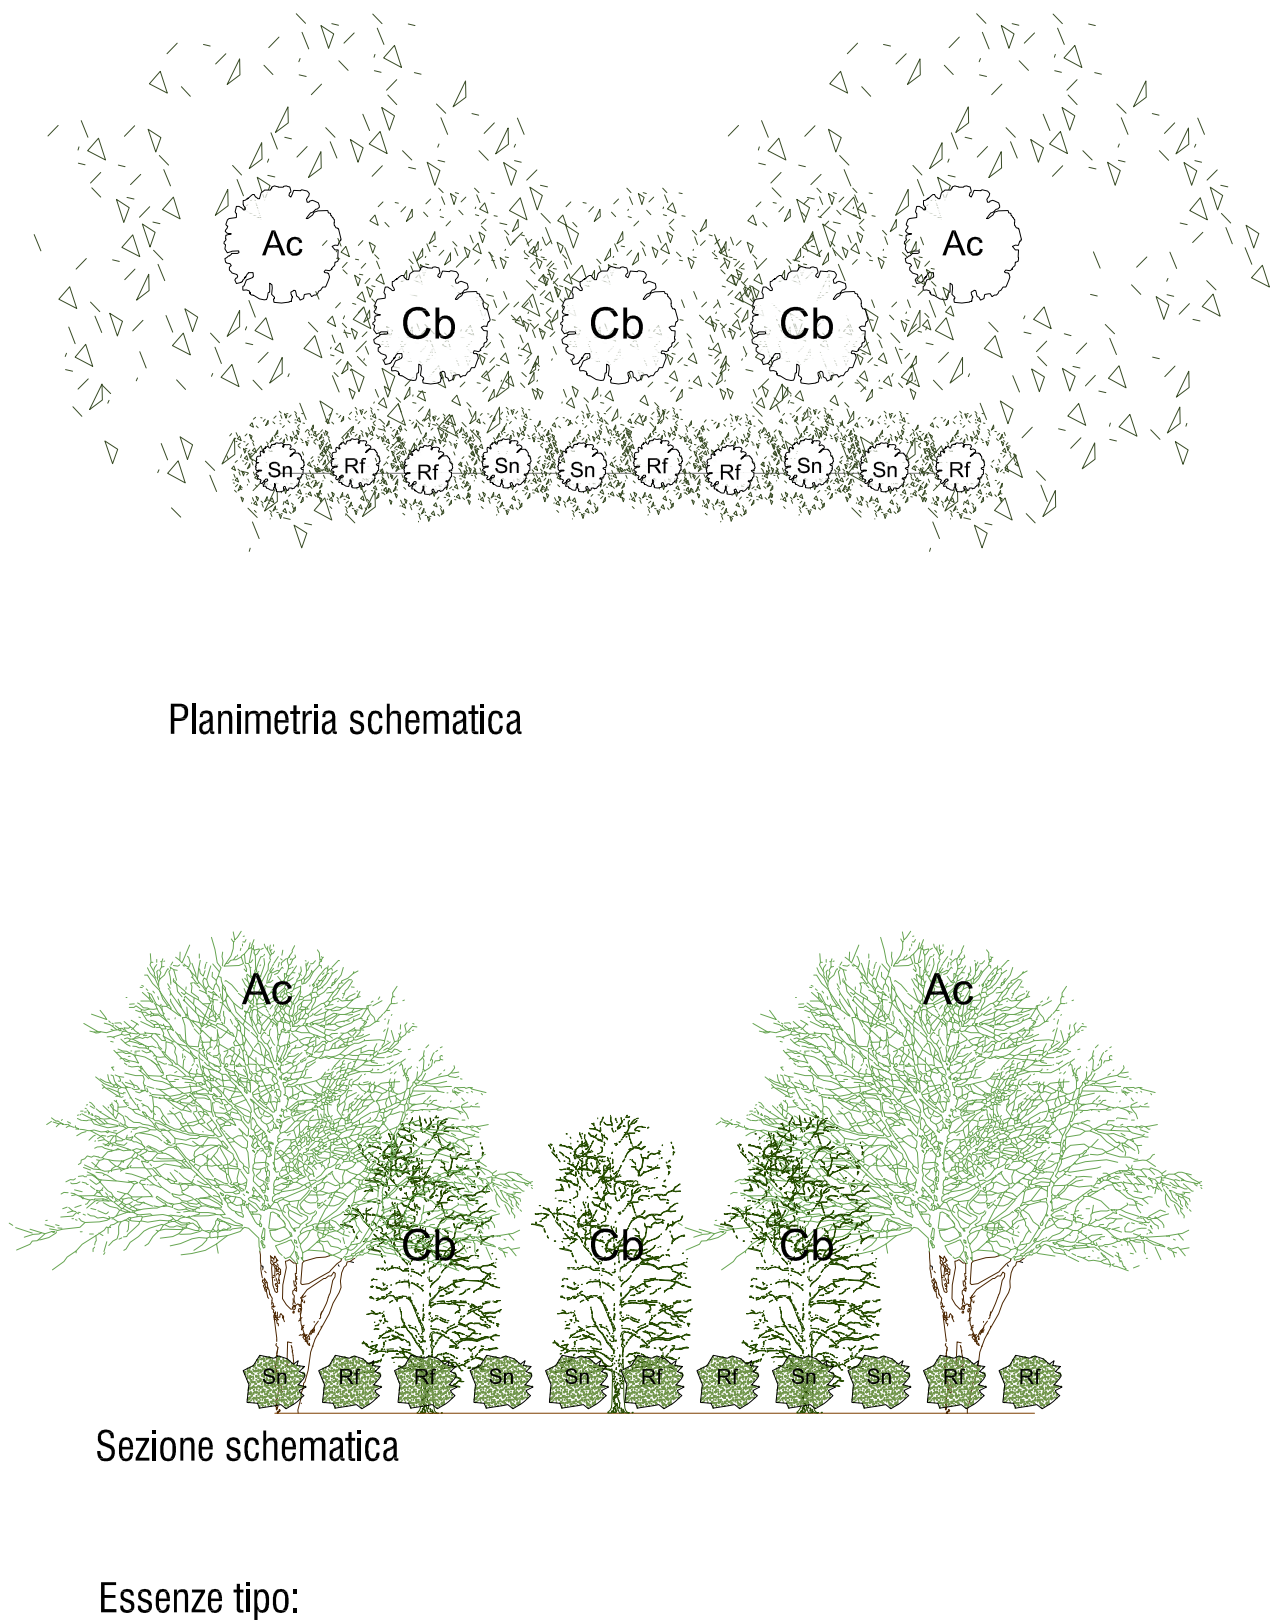 Ac Ac
Cb Cb Cb
Sn Rf Rf Sn Sn Rf Rf Sn Sn Rf
Planimetria schematica
Ac Ac
Cb Cb Cb
Sn Rf Rf Sn Sn Rf Rf Sn Sn Rf Rf
Sezione schematica
Essenze tipo: